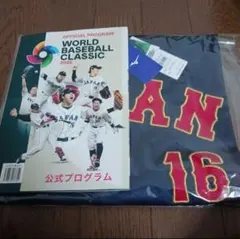 OFFICIAL PROGRAM
WORLD
BASEBALL
CLASSIC
公式プログラム
AN
16